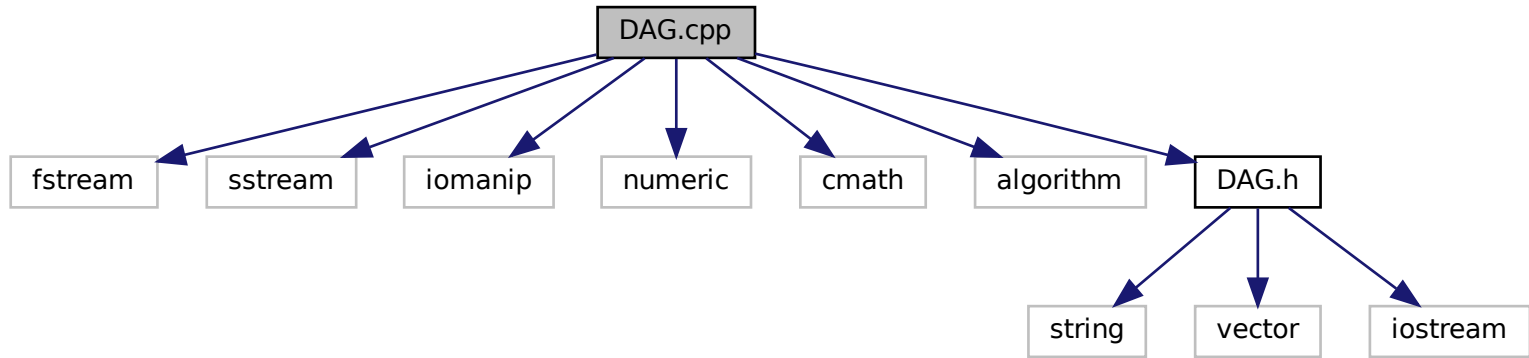 DAG.cpp
fstream
sstream
iomanip
numeric
cmath
algorithm
DAG.h
string
vector
iostream